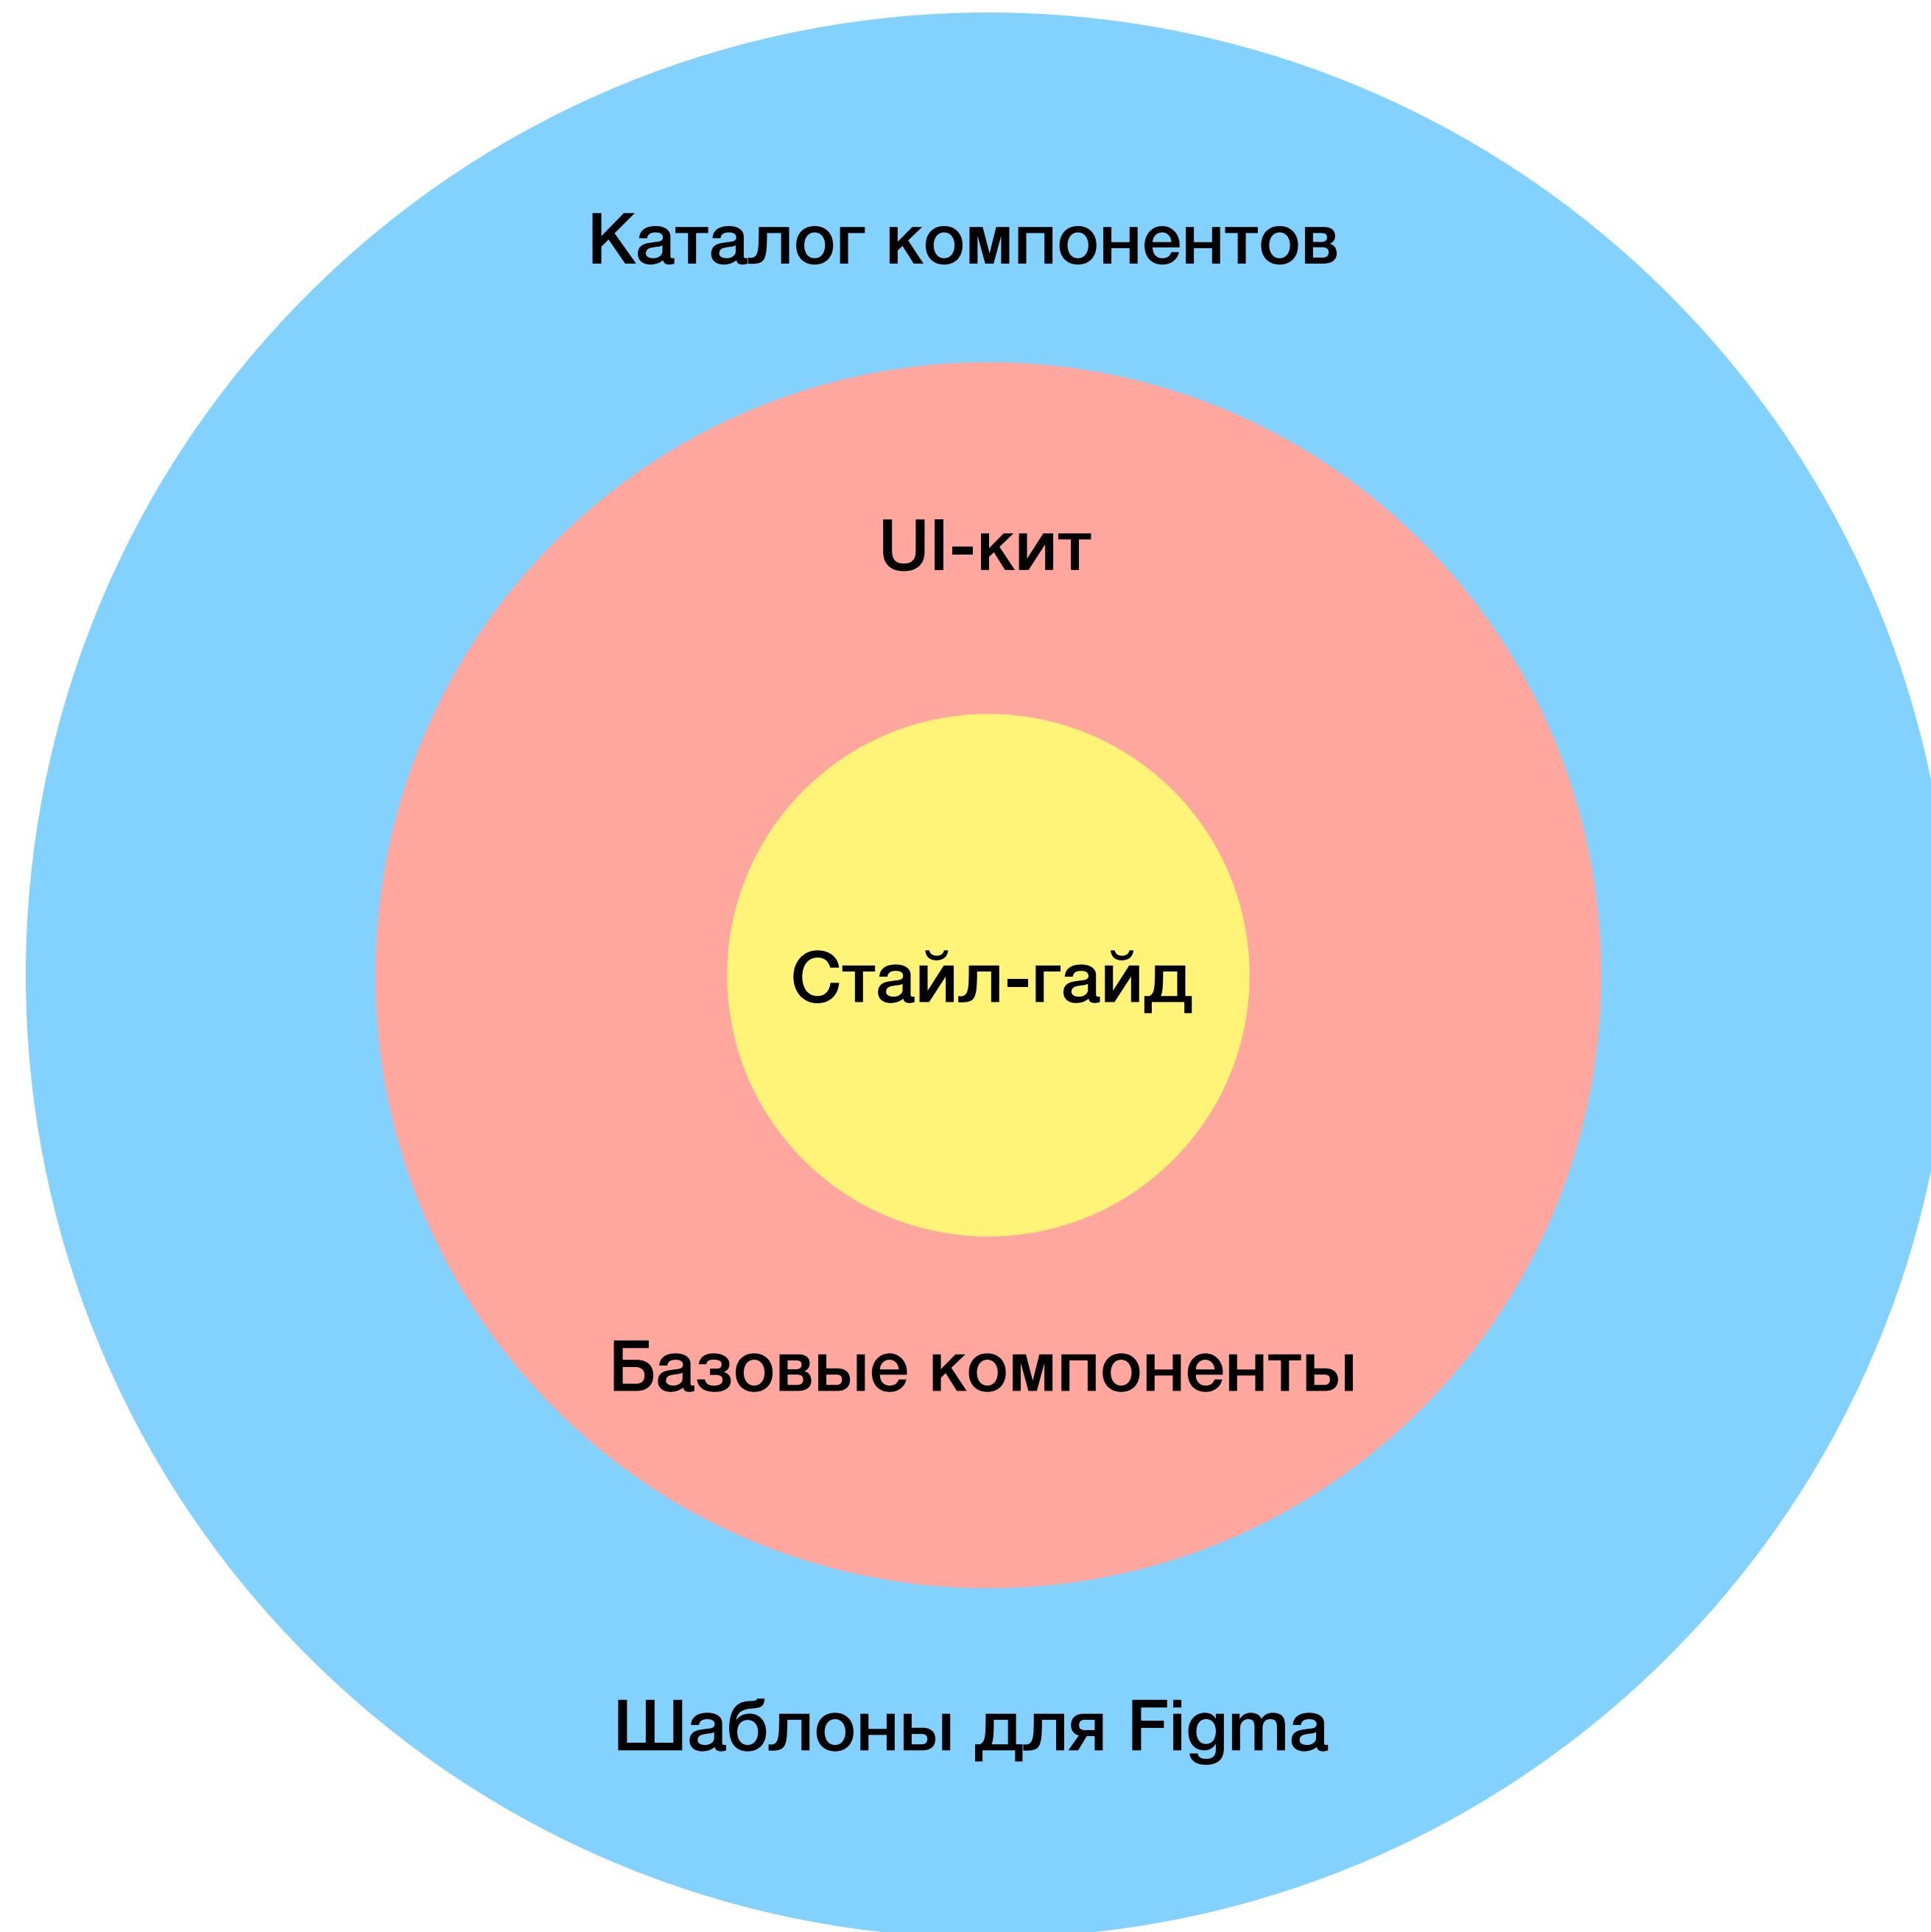 Каталог компонентов
UI-кит
Стайл-гайд
Базовые компоненты
Шаблоны для Figma